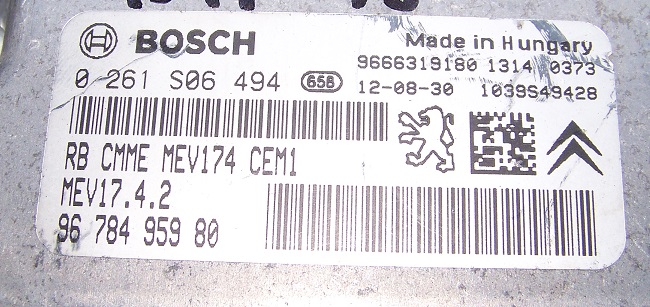 BOSCH
Made in Hungary
9666319180 1314 0373
0 261 S06 494 658 12-08-30 1039S49428
RB CMME MEV174 CEM1
MEV17.4.2
96 784 959 80